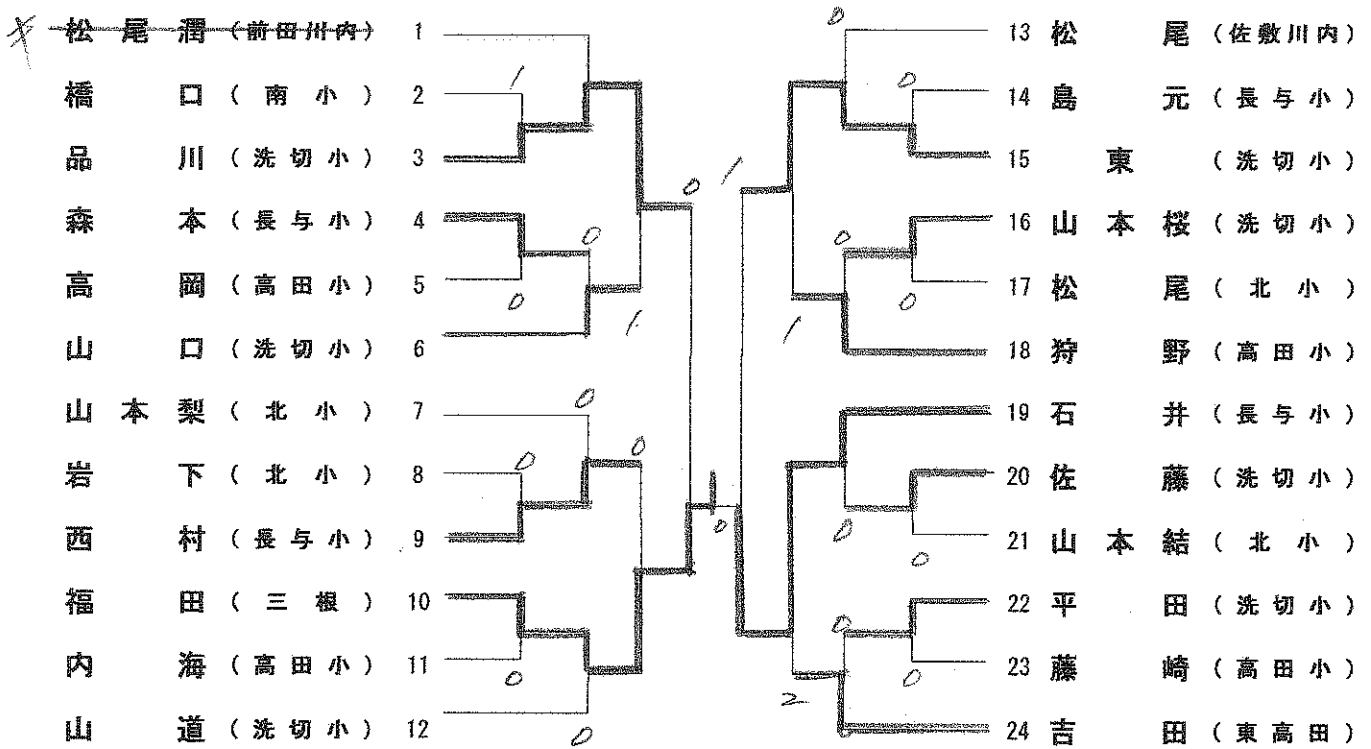 松尾潤（前田川内） 1
橋口（南小） 2
品川（洗切小） 3
森本（長与小） 4
高岡（高田小） 5
山口（洗切小） 6
山本梨（北小） 7
岩下（北小） 8
西村（長与小） 9
福田（三根） 10
内海（高田小） 11
山道（洗切小） 12
1
0
0
1
0
0
0
0
0
0
0
1
0
0
0
0
1
0
0
0
0
2
0
13 松尾（佐敷川内）
14 島元（長与小）
15 東（洗切小）
16 山本桜（洗切小）
17 松尾（北小）
18 狩野（高田小）
19 石井（長与小）
20 佐藤（洗切小）
21 山本結（北小）
22 平田（洗切小）
23 藤崎（高田小）
24 吉田（東高田）